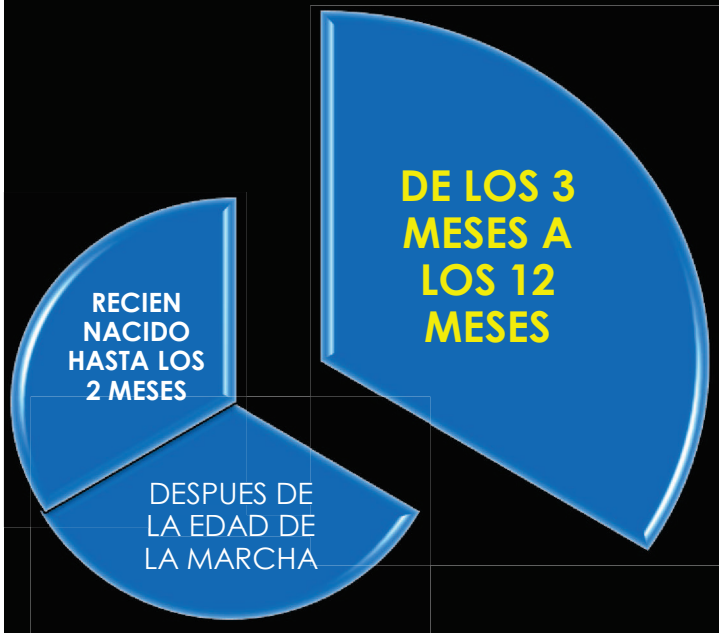 DE LOS 3
MESES A
LOS 12
MESES
RECIEN
NACIDO
HASTA LOS
2 MESES
DESPUES DE
LA EDAD DE
LA MARCHA